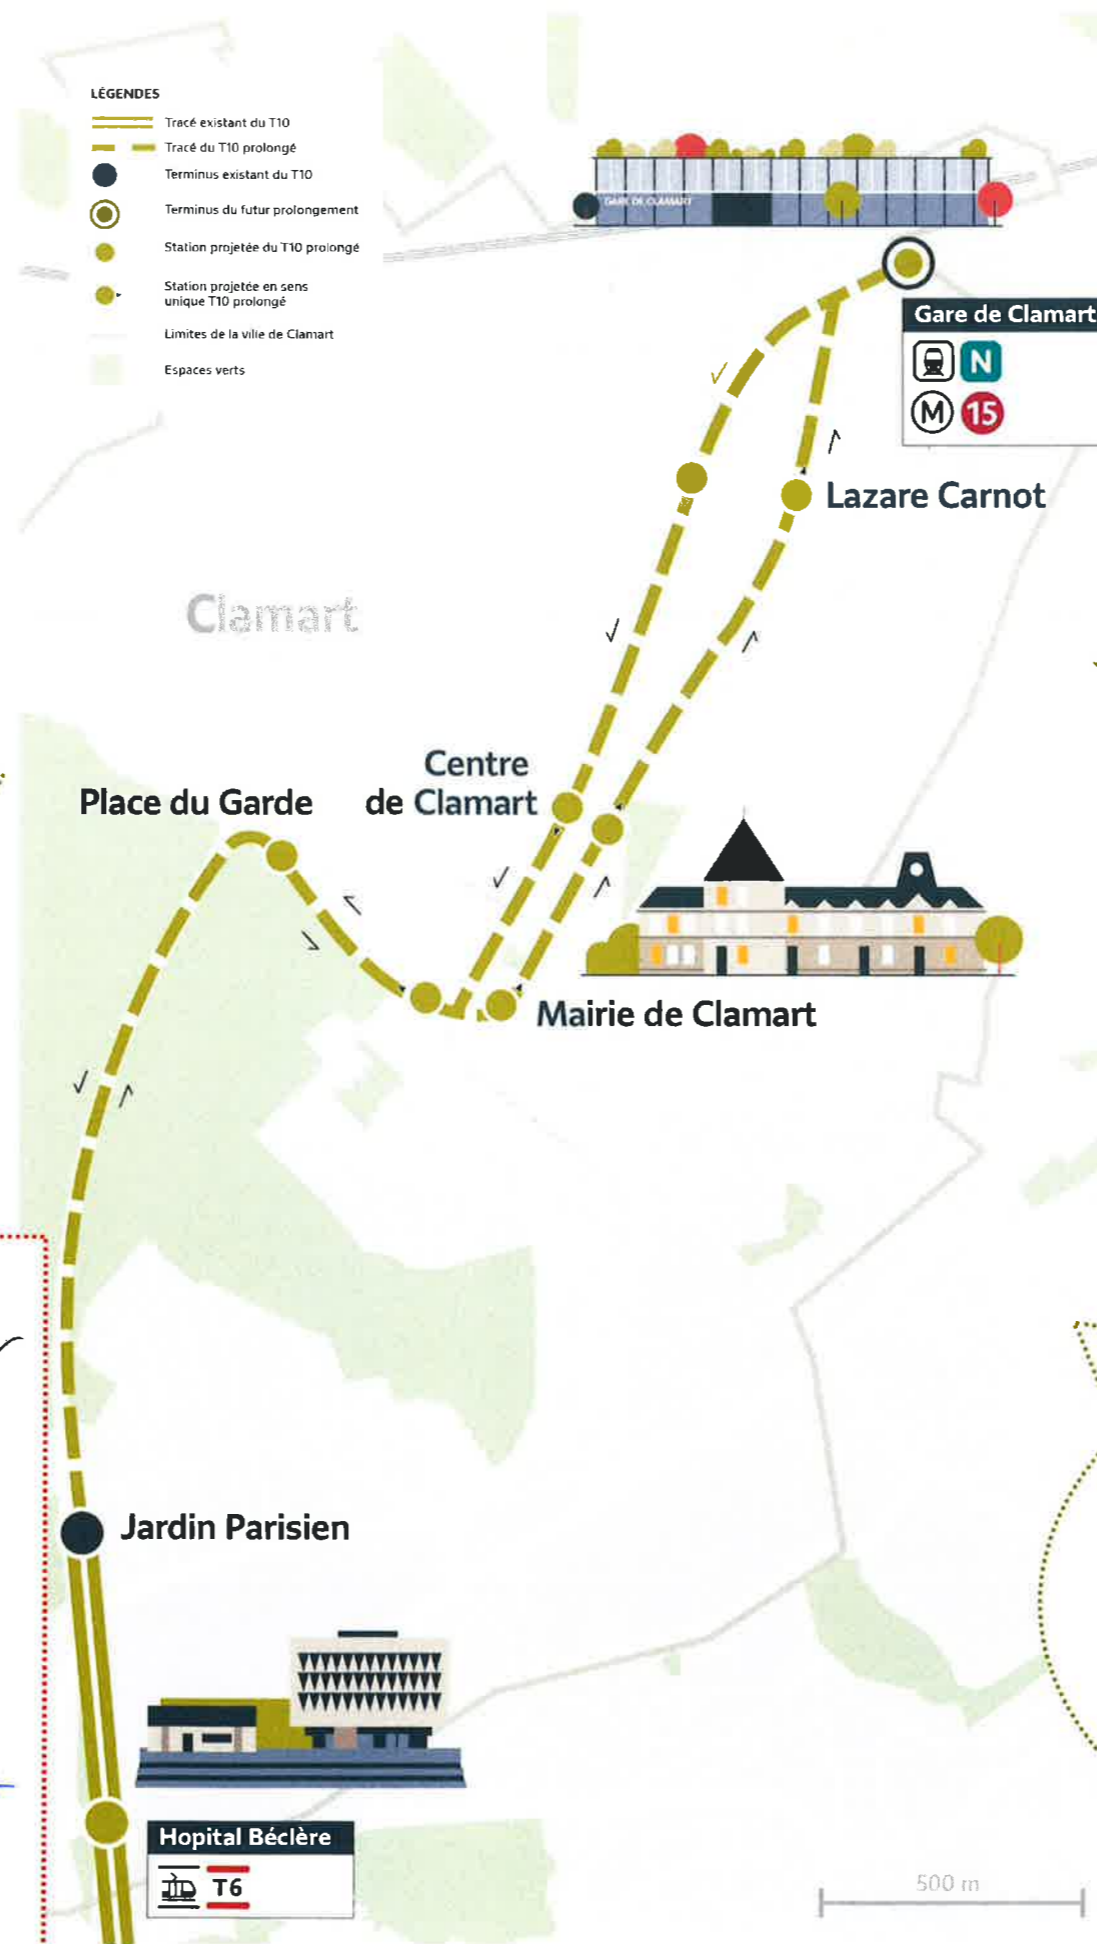 LÉGENDES
Tracé existant du T10
Tracé du T10 prolongé
Terminus existant du T10
Terminus du futur prolongement
Station projetée du T10 prolongé
Station projetée en sens
unique T10 prolongé
Limites de la ville de Clamart
Espaces verts
GARE DE CLAMART
Gare de Clamart
N
M 15
Lazare Carnot
Clamart
Centre
de Clamart
Place du Garde
Mairie de Clamart
Jardin Parisien
Hopital Béclère
T6
500 m